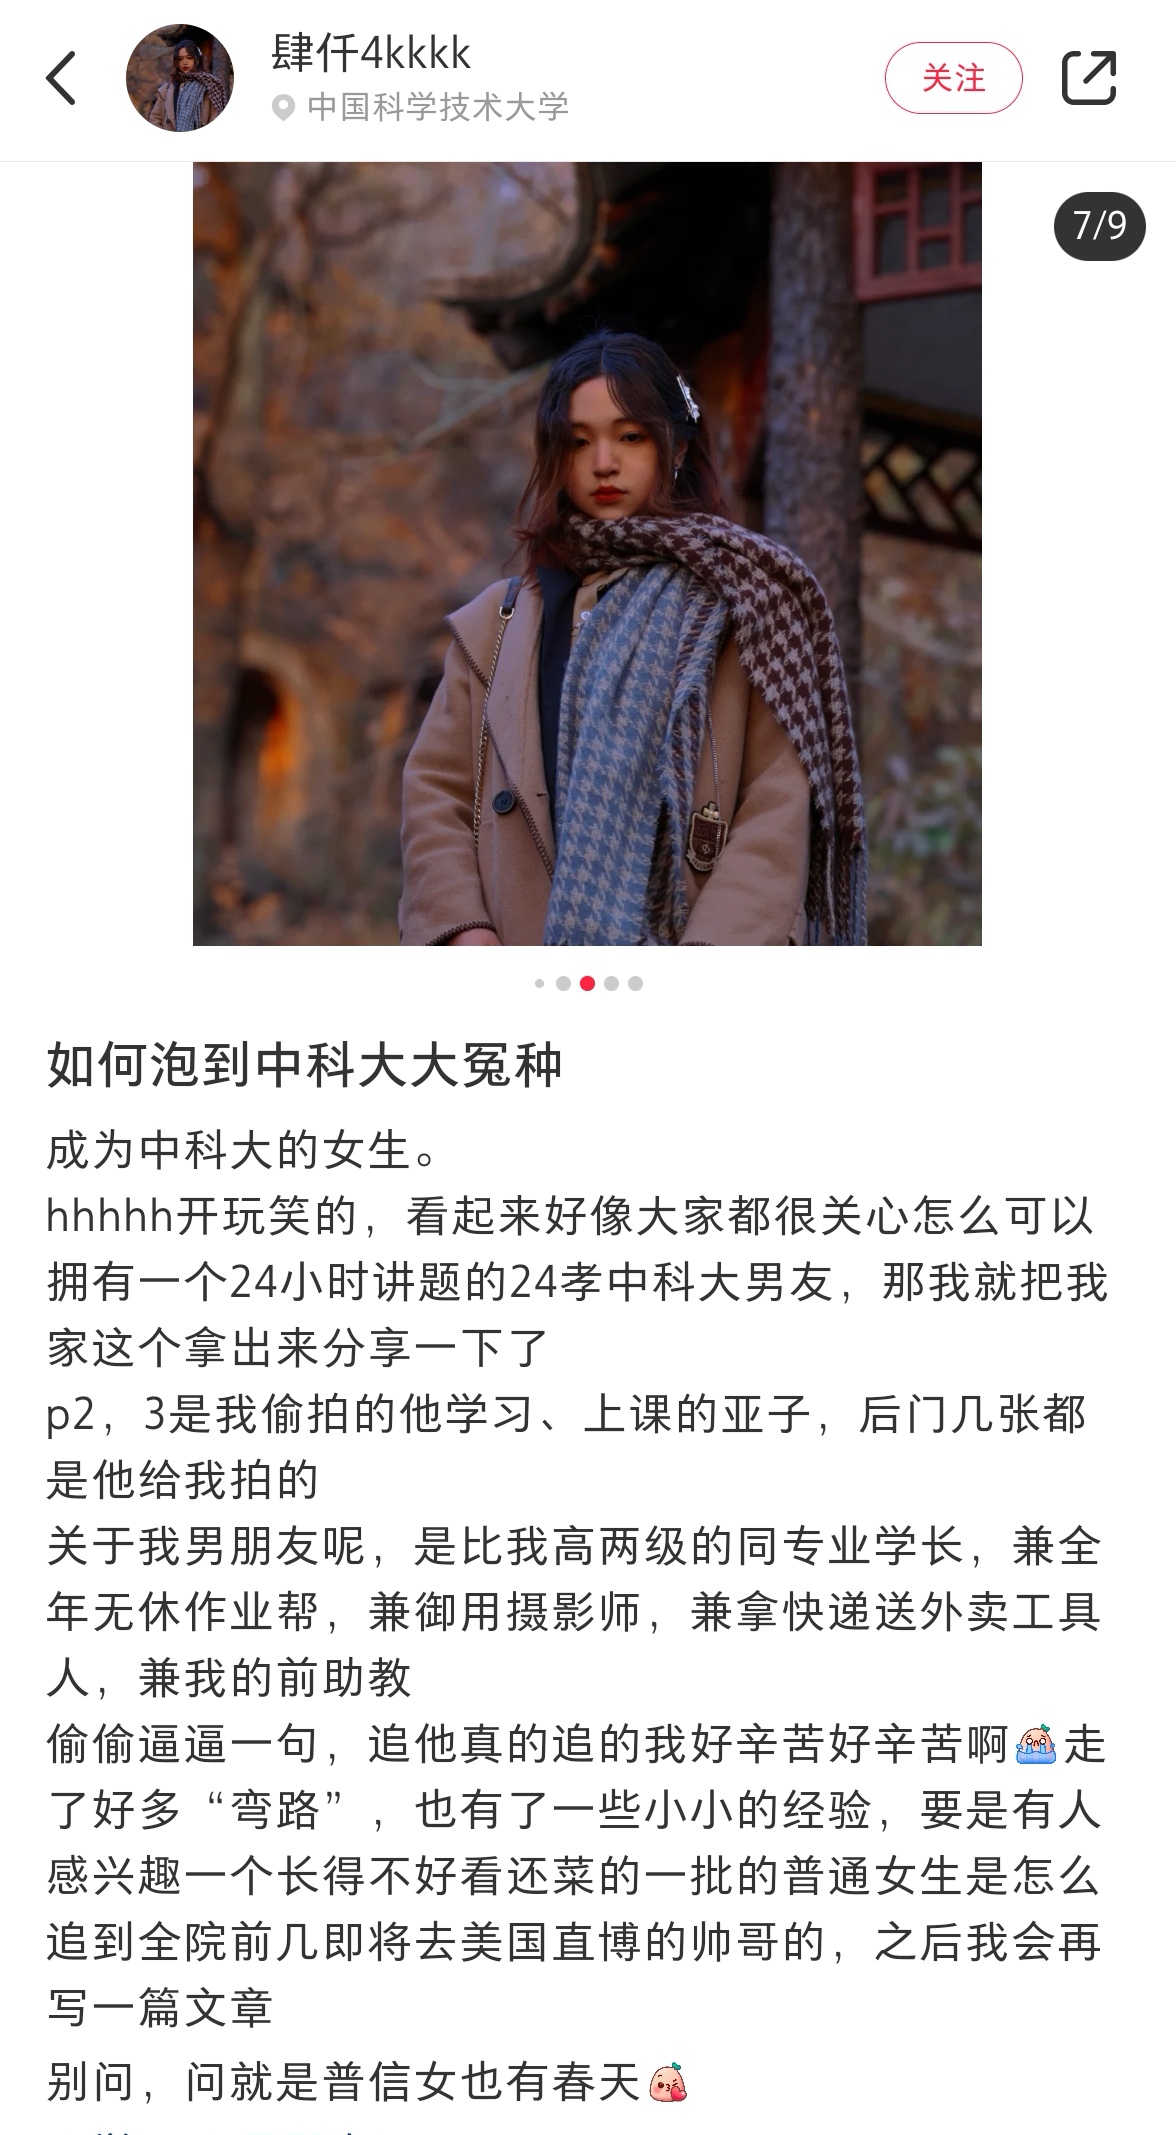 肆仟4kkkk
中国科学技术大学
关注
7/9
如何泡到中科大大冤种
成为中科大的女生。
hhhhh开玩笑的，看起来好像大家都很关心怎么可以
拥有一个24小时讲题的24孝中科大男友，那我就把我
家这个拿出来分享一下了
p2，3是我偷拍的他学习、上课的亚子，后门几张都
是他给我拍的
关于我男朋友呢，是比我高两级的同专业学长，兼全
年无休作业帮，兼御用摄影师，兼拿快递送外卖工具
人，兼我的前助教
偷偷逼逼一句，追他真的追的我好辛苦好辛苦啊走
了好多“弯路”，也有了一些小小的经验，要是有人
感兴趣一个长得不好看还菜的一批的普通女生是怎么
追到全院前几即将去美国直博的帅哥的，之后我会再
写一篇文章
别问，问就是普信女也有春天